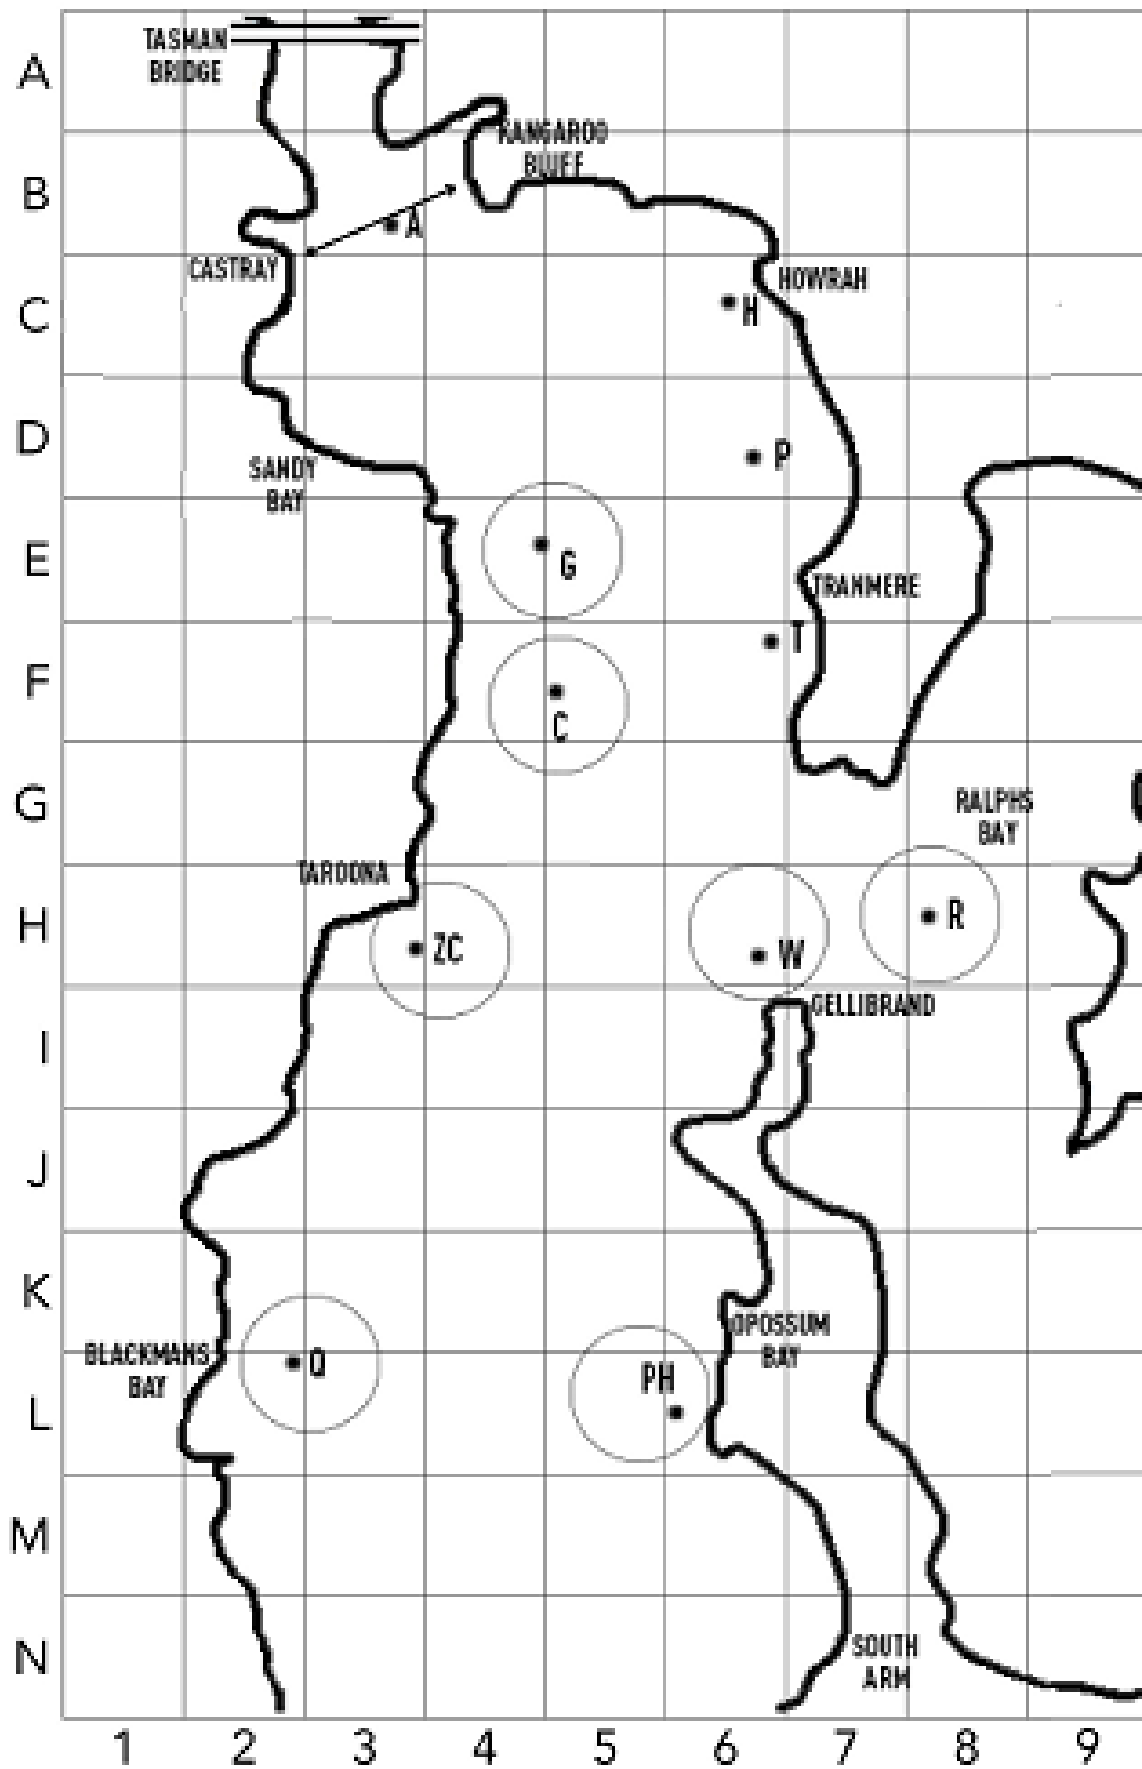 TASMAN
BRIDGE
A
KANGAROO
BLUFF
B
A
CASTRAY
HOWRAH
C
H
D
P
SANDY
BAY
E
G
TRANMERE
T
F
C
G
RALPHS
BAY
TAROONA
H
R
ZC
W
GELLIBRAND
I
J
K
OPOSSUM
BAY
BLACKMANS
BAY
Q
PH
L
M
N
SOUTH
ARM
1 2 3 4 5 6 7 8 9